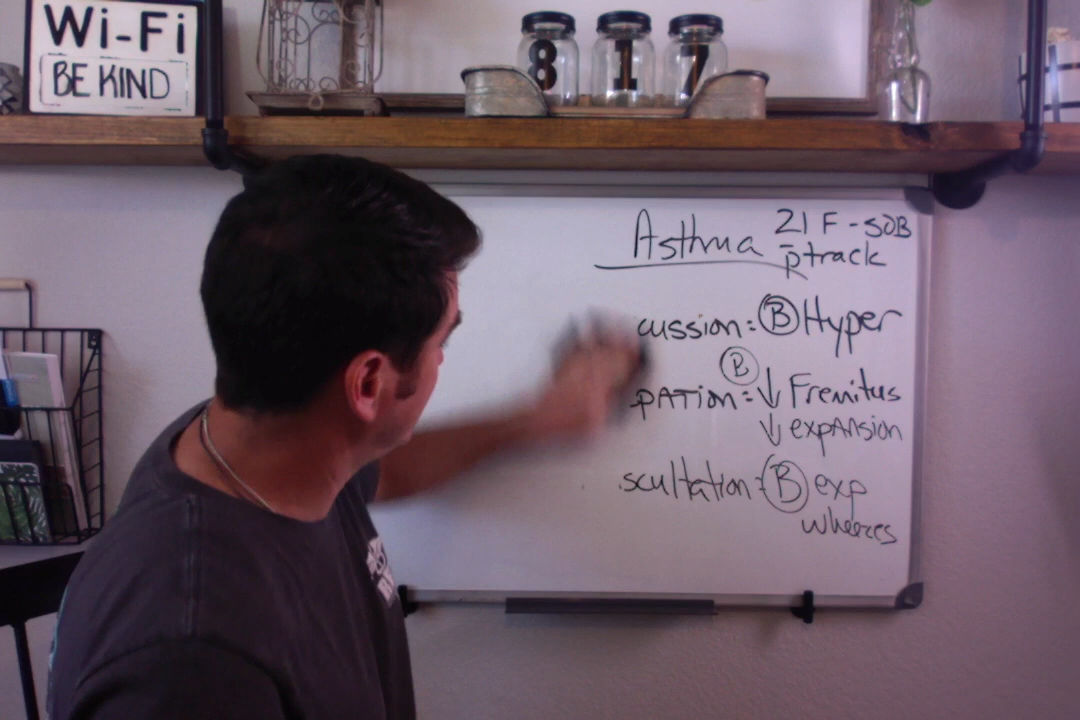 Wi-Fi
BE KIND
8 1 7
Asthma
21 F - SOB
p̄ track
cussion = B Hyper
B
pation = ↓ Fremitus
↓ expansion
scultation = B exp
wheezes